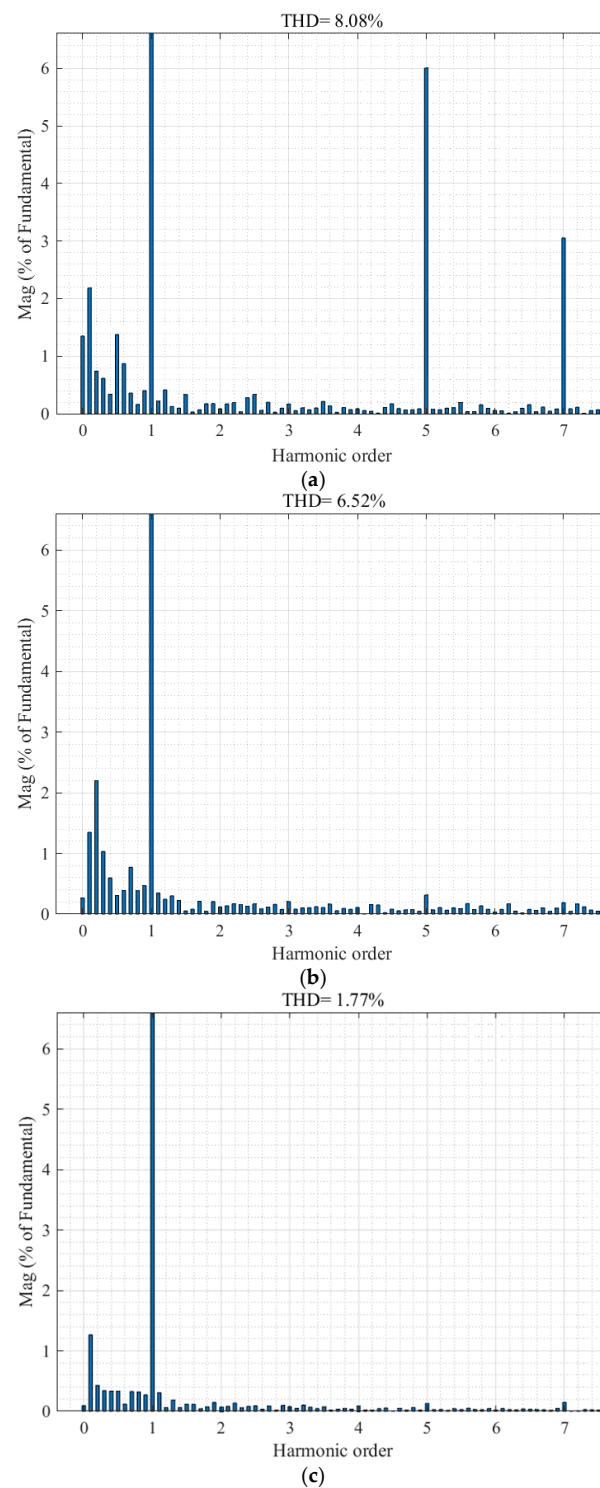 THD= 8.08%
6
5
4
3
2
1
0
Mag (% of Fundamental)
0 1 2 3 4 5 6 7
Harmonic order
(a)
THD= 6.52%
6
5
4
3
2
1
0
Mag (% of Fundamental)
0 1 2 3 4 5 6 7
Harmonic order
(b)
THD= 1.77%
6
5
4
3
2
1
0
Mag (% of Fundamental)
0 1 2 3 4 5 6 7
Harmonic order
(c)